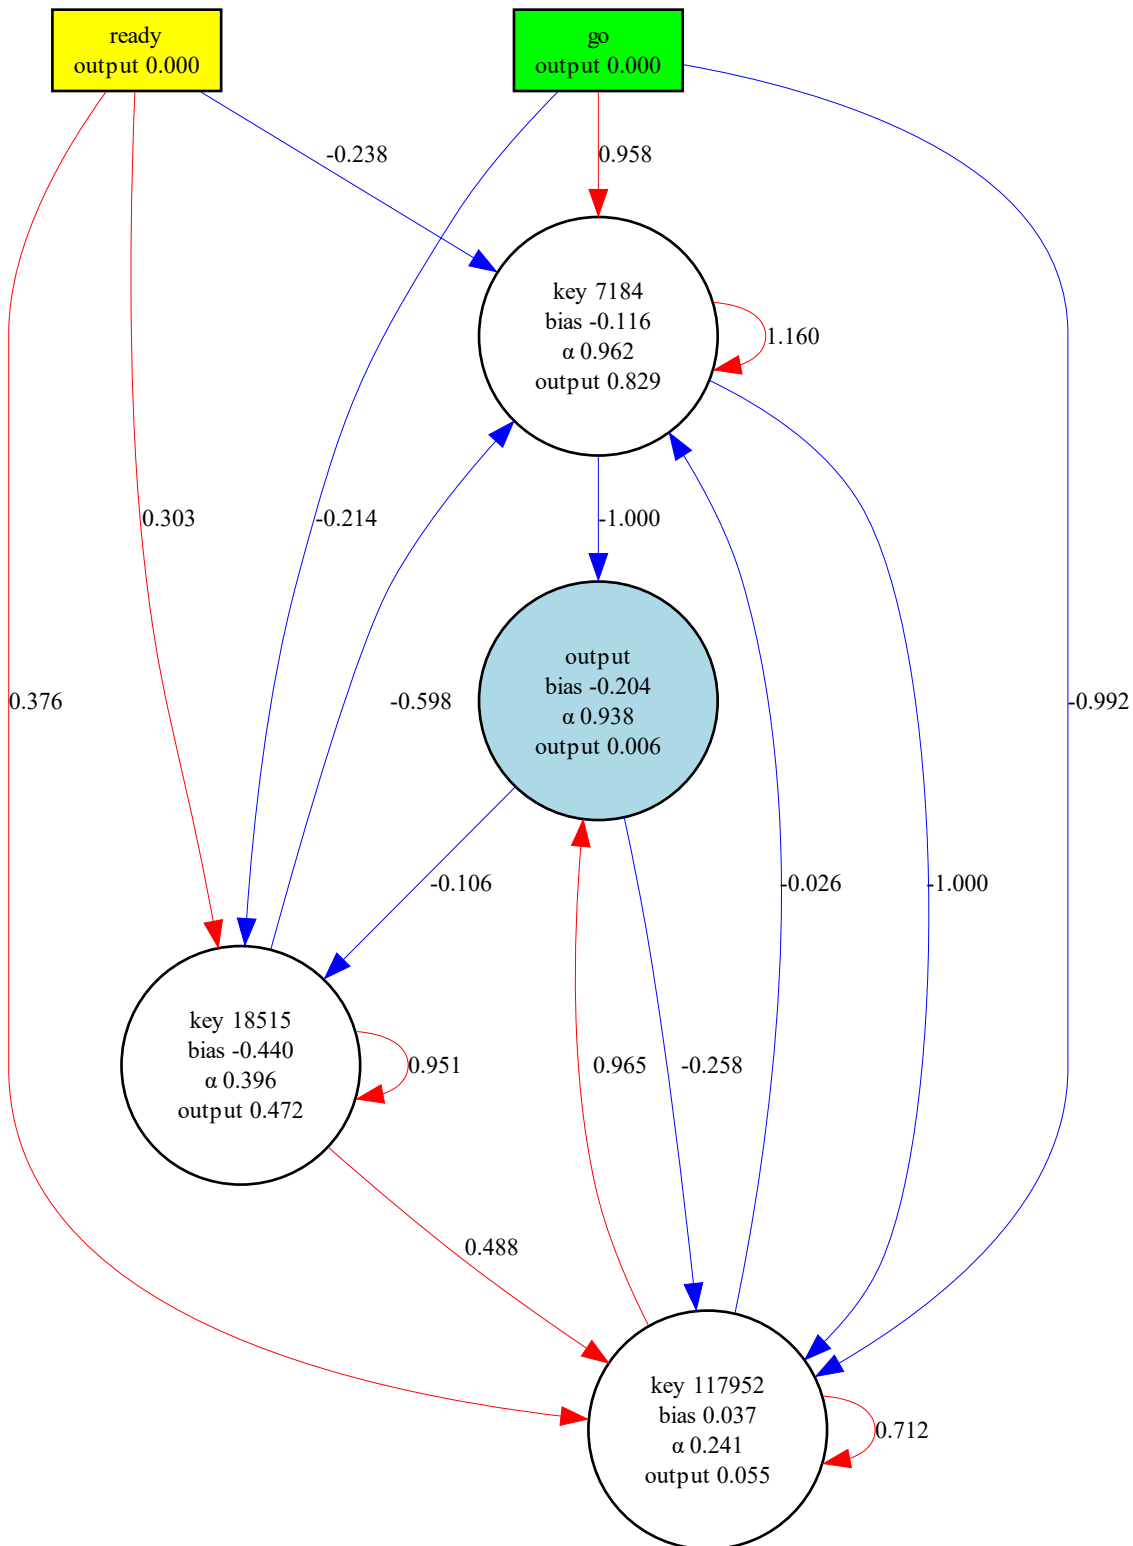 ready
output 0.000
go
output 0.000
-0.238
0.958
key 7184
bias -0.116
α 0.962
output 0.829
1.160
0.303
-0.214
-1.000
output
bias -0.204
α 0.938
output 0.006
0.376
-0.598
-0.992
-0.106
-0.026
-1.000
key 18515
bias -0.440
α 0.396
output 0.472
0.951
0.965
-0.258
0.488
key 117952
bias 0.037
α 0.241
output 0.055
0.712